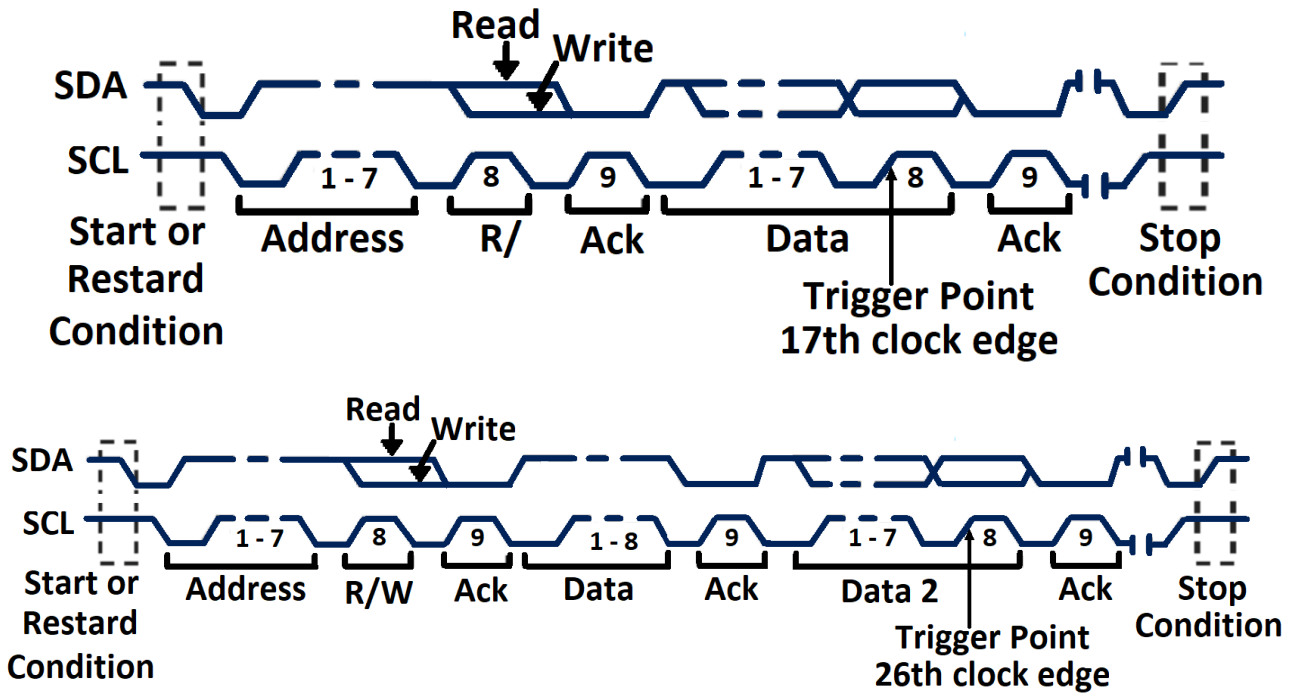 Read
Write
SDA
SCL
1 - 7
8
9
1 - 7
8
9
Start or
Restard
Condition
Address
R/
Ack
Data
Ack
Stop
Condition
Trigger Point
17th clock edge
Read
Write
SDA
SCL
1 - 7
8
9
1 - 8
9
1 - 7
8
9
Start or
Restard
Condition
Address
R/W
Ack
Data
Ack
Data 2
Ack
Stop
Condition
Trigger Point
26th clock edge